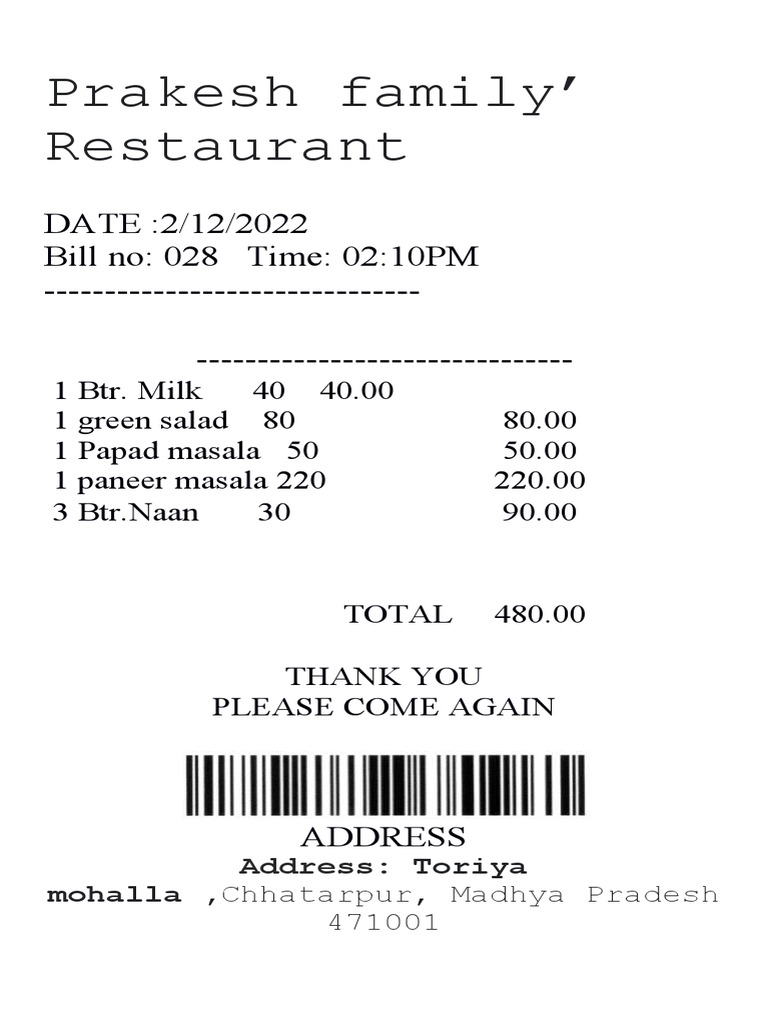 Prakesh family’
Restaurant
DATE :2/12/2022
Bill no: 028 Time: 02:10PM
-------------------------------
-------------------------------
1 Btr. Milk 40 40.00
1 green salad 80 80.00
1 Papad masala 50 50.00
1 paneer masala 220 220.00
3 Btr.Naan 30 90.00
TOTAL 480.00
THANK YOU
PLEASE COME AGAIN
ADDRESS
Address: Toriya
mohalla ,Chhatarpur, Madhya Pradesh
471001